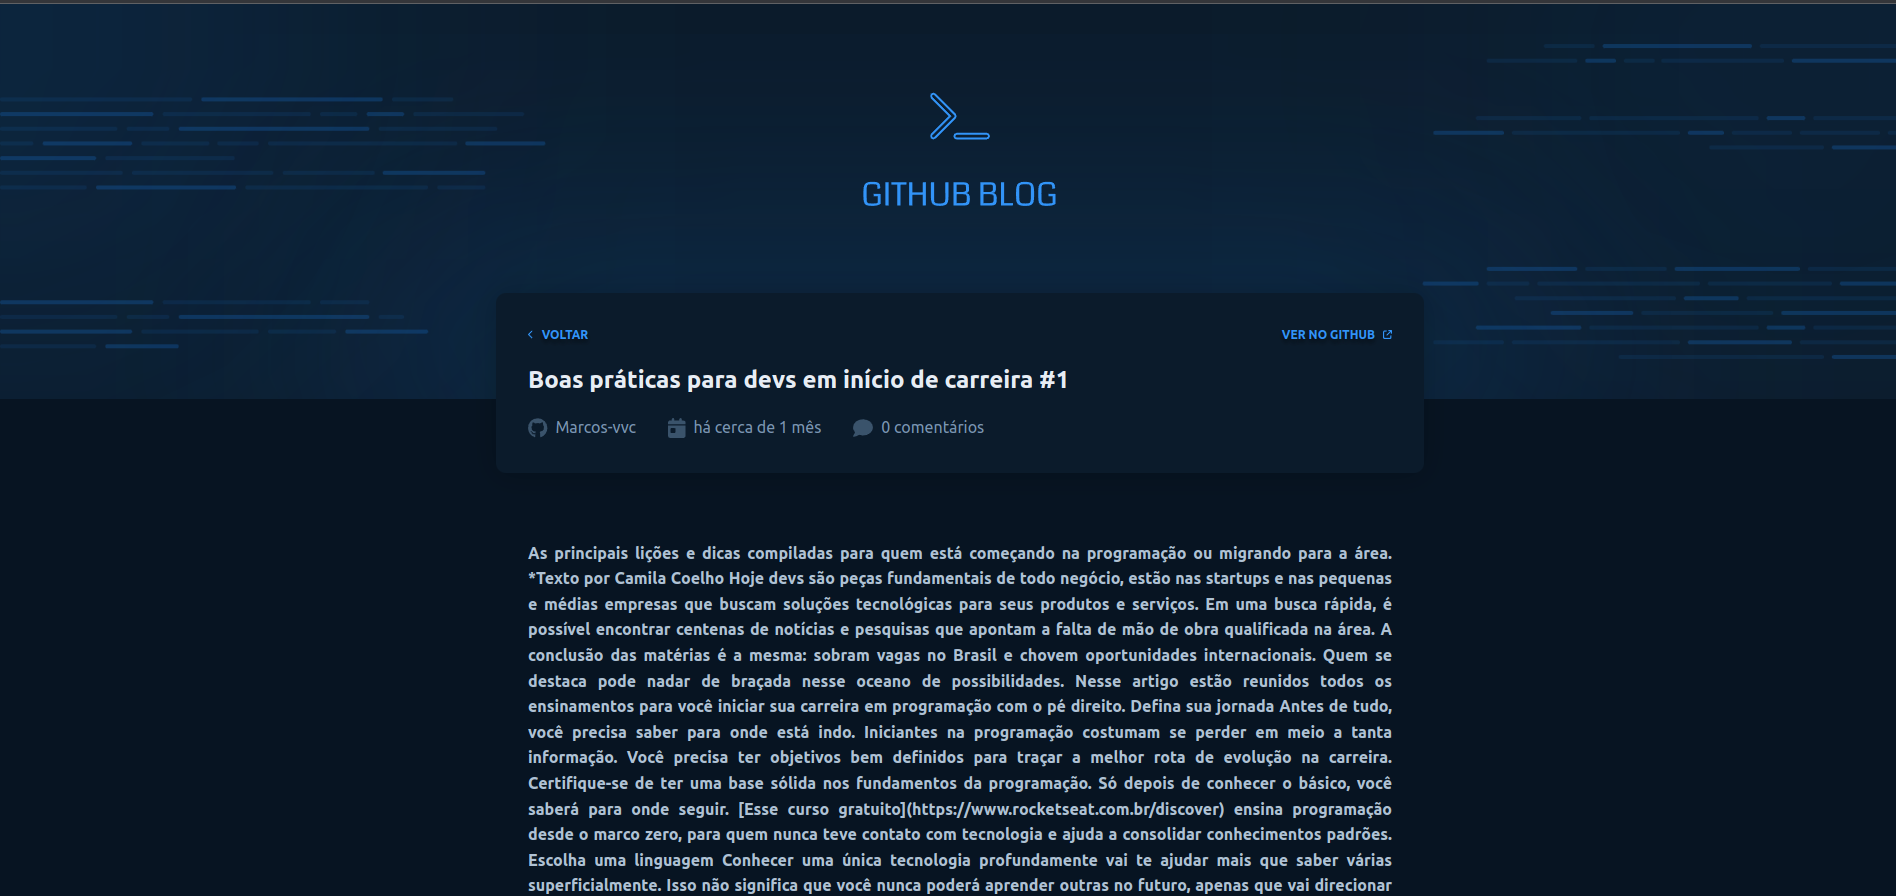 GITHUB BLOG
VOLTAR
VER NO GITHUB
Boas práticas para devs em início de carreira #1
Marcos-vvc
há cerca de 1 mês
0 comentários
As principais lições e dicas compiladas para quem está começando na programação ou migrando para a área.
*Texto por Camila Coelho Hoje devs são peças fundamentais de todo negócio, estão nas startups e nas pequenas
e médias empresas que buscam soluções tecnológicas para seus produtos e serviços. Em uma busca rápida, é
possível encontrar centenas de notícias e pesquisas que apontam a falta de mão de obra qualificada na área. A
conclusão das matérias é a mesma: sobram vagas no Brasil e chovem oportunidades internacionais. Quem se
destaca pode nadar de braçada nesse oceano de possibilidades. Nesse artigo estão reunidos todos os
ensinamentos para você iniciar sua carreira em programação com o pé direito. Defina sua jornada Antes de tudo,
você precisa saber para onde está indo. Iniciantes na programação costumam se perder em meio a tanta
informação. Você precisa ter objetivos bem definidos para traçar a melhor rota de evolução na carreira.
Certifique-se de ter uma base sólida nos fundamentos da programação. Só depois de conhecer o básico, você
saberá para onde seguir. [Esse curso gratuito](https://www.rocketseat.com.br/discover) ensina programação
desde o marco zero, para quem nunca teve contato com tecnologia e ajuda a consolidar conhecimentos padrões.
Escolha uma linguagem Conhecer uma única tecnologia profundamente vai te ajudar mais que saber várias
superficialmente. Isso não significa que você nunca poderá aprender outras no futuro, apenas que vai direcionar